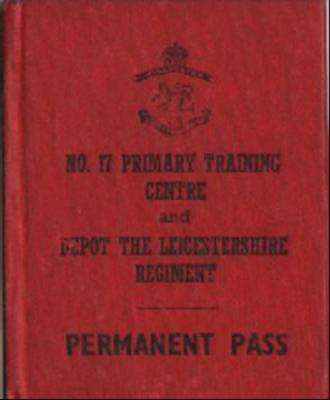 No. 17 PRIMARY TRAINING
CENTRE
and
DEPOT THE LEICESTERSHIRE
REGIMENT
PERMANENT PASS